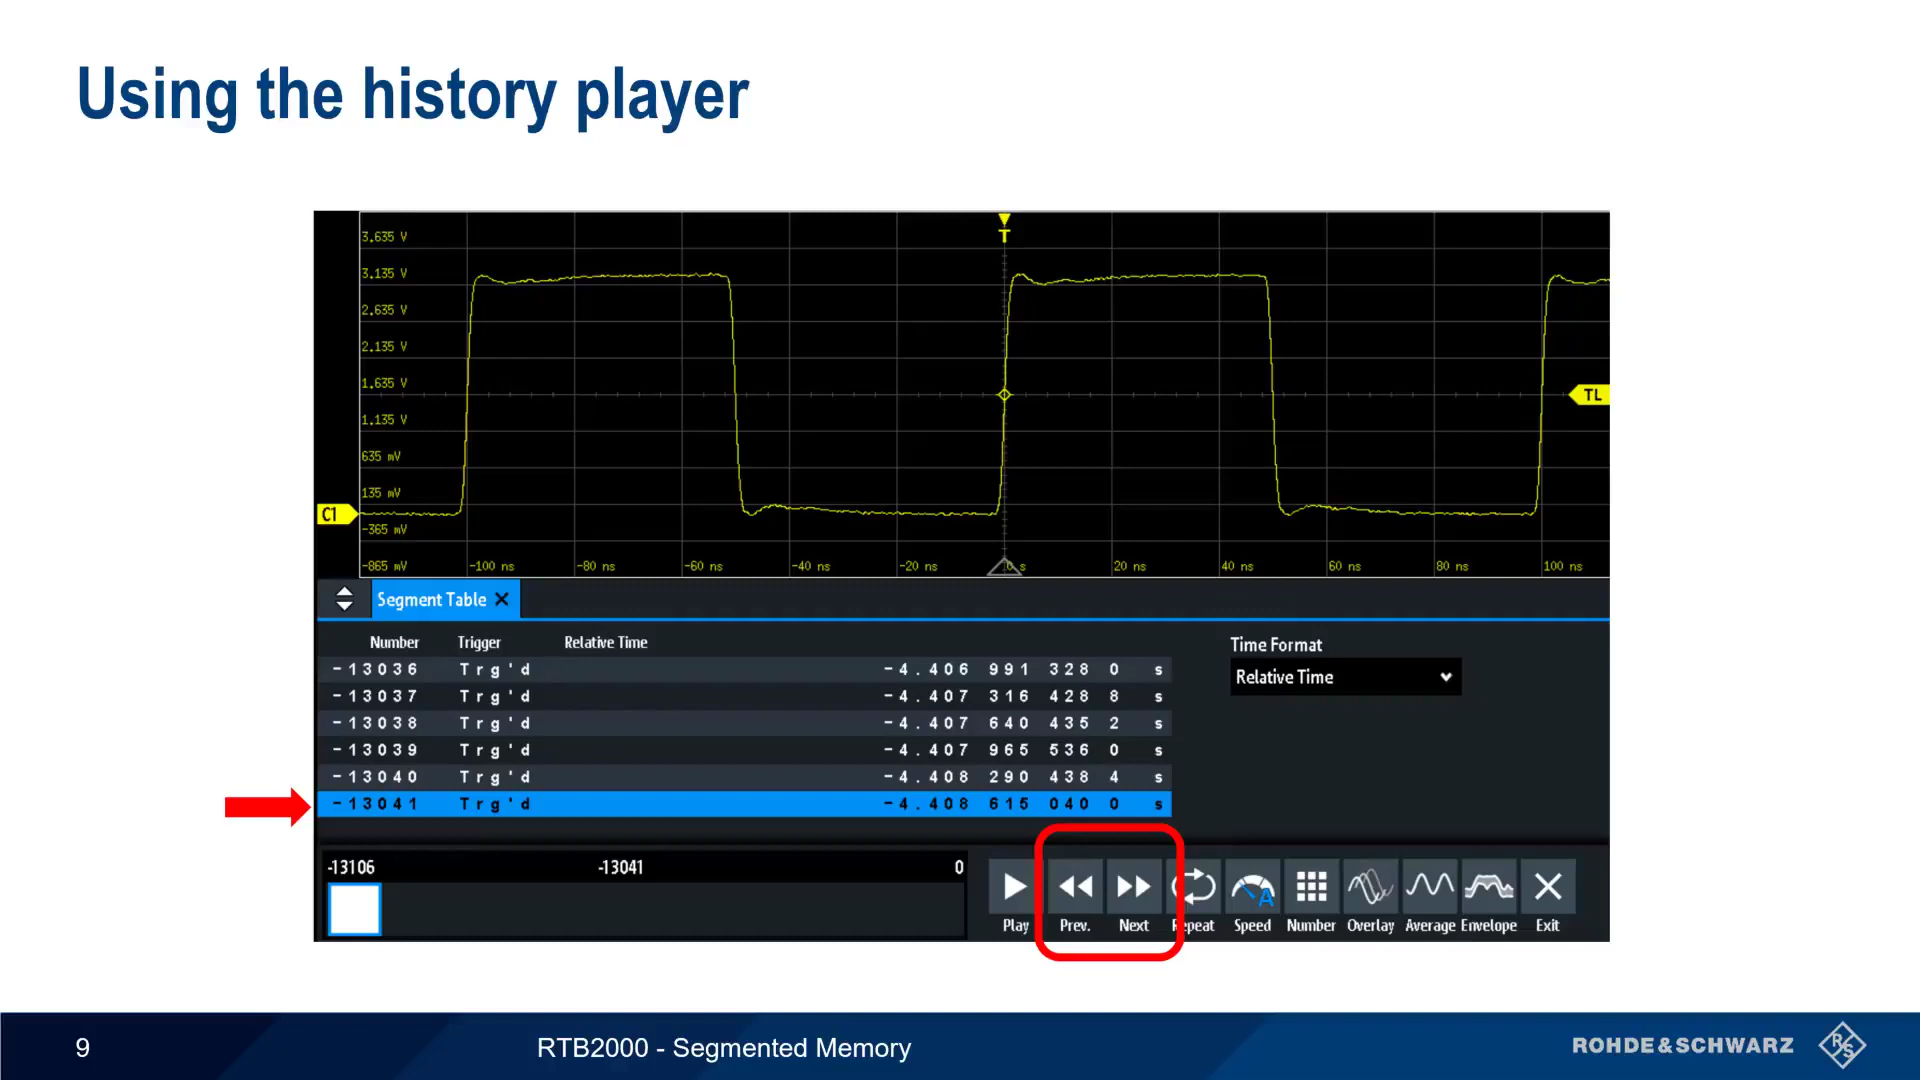 Using the history player
T
3.635 V
3.135 V
2.635 V
2.135 V
1.635 V
TL
1.135 V
635 mV
135 mV
C1
-365 mV
-865 mV -100 ns -80 ns -60 ns -40 ns -20 ns 0 s 20 ns 40 ns 60 ns 80 ns 100 ns
Segment Table
Number Trigger Relative Time
-13036 Trg'd -4.406 991 328 0 s
-13037 Trg'd -4.407 316 428 8 s
-13038 Trg'd -4.407 640 435 2 s
-13039 Trg'd -4.407 965 536 0 s
-13040 Trg'd -4.408 290 438 4 s
-13041 Trg'd -4.408 615 040 0 s
Time Format
Relative Time
-13106 -13041 0
A
Play Prev. Next Repeat Speed Number Overlay Average Envelope Exit
9 RTB2000 - Segmented Memory ROHDE&SCHWARZ R&S